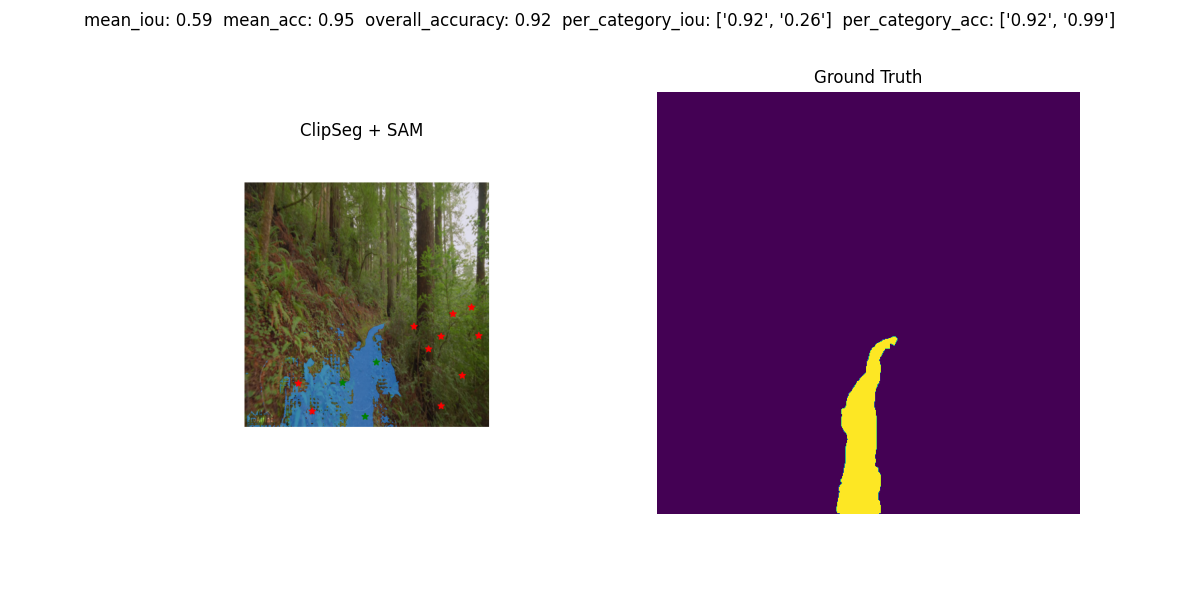 mean_iou: 0.59  mean_acc: 0.95  overall_accuracy: 0.92  per_category_iou: ['0.92', '0.26']  per_category_acc: ['0.92', '0.99']
Ground Truth
ClipSeg + SAM